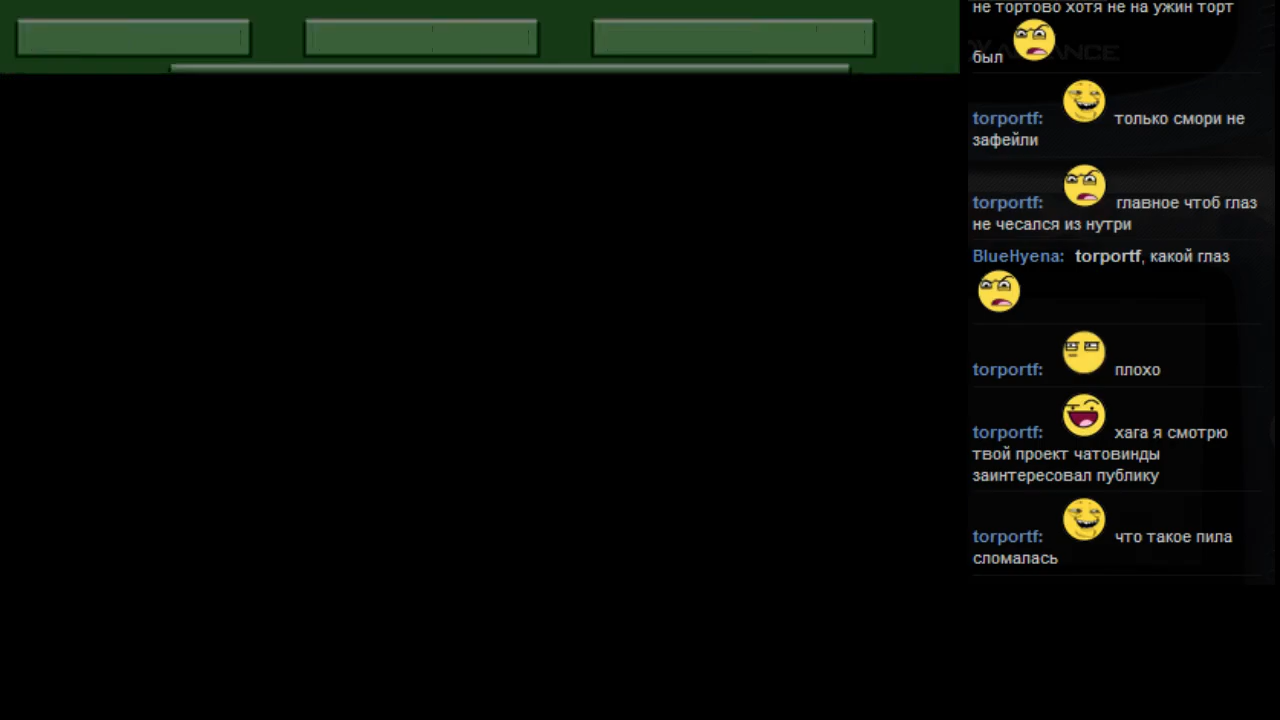 не тортово хотя не на ужин торт
был
torportf: только смори не
зафейли
torportf: главное чтоб глаз
не чесался из нутри
BlueHyena: torportf, какой глаз
torportf: плохо
torportf: хага я смотрю
твой проект чатовинды
заинтересовал публику
torportf: что такое пила
сломалась